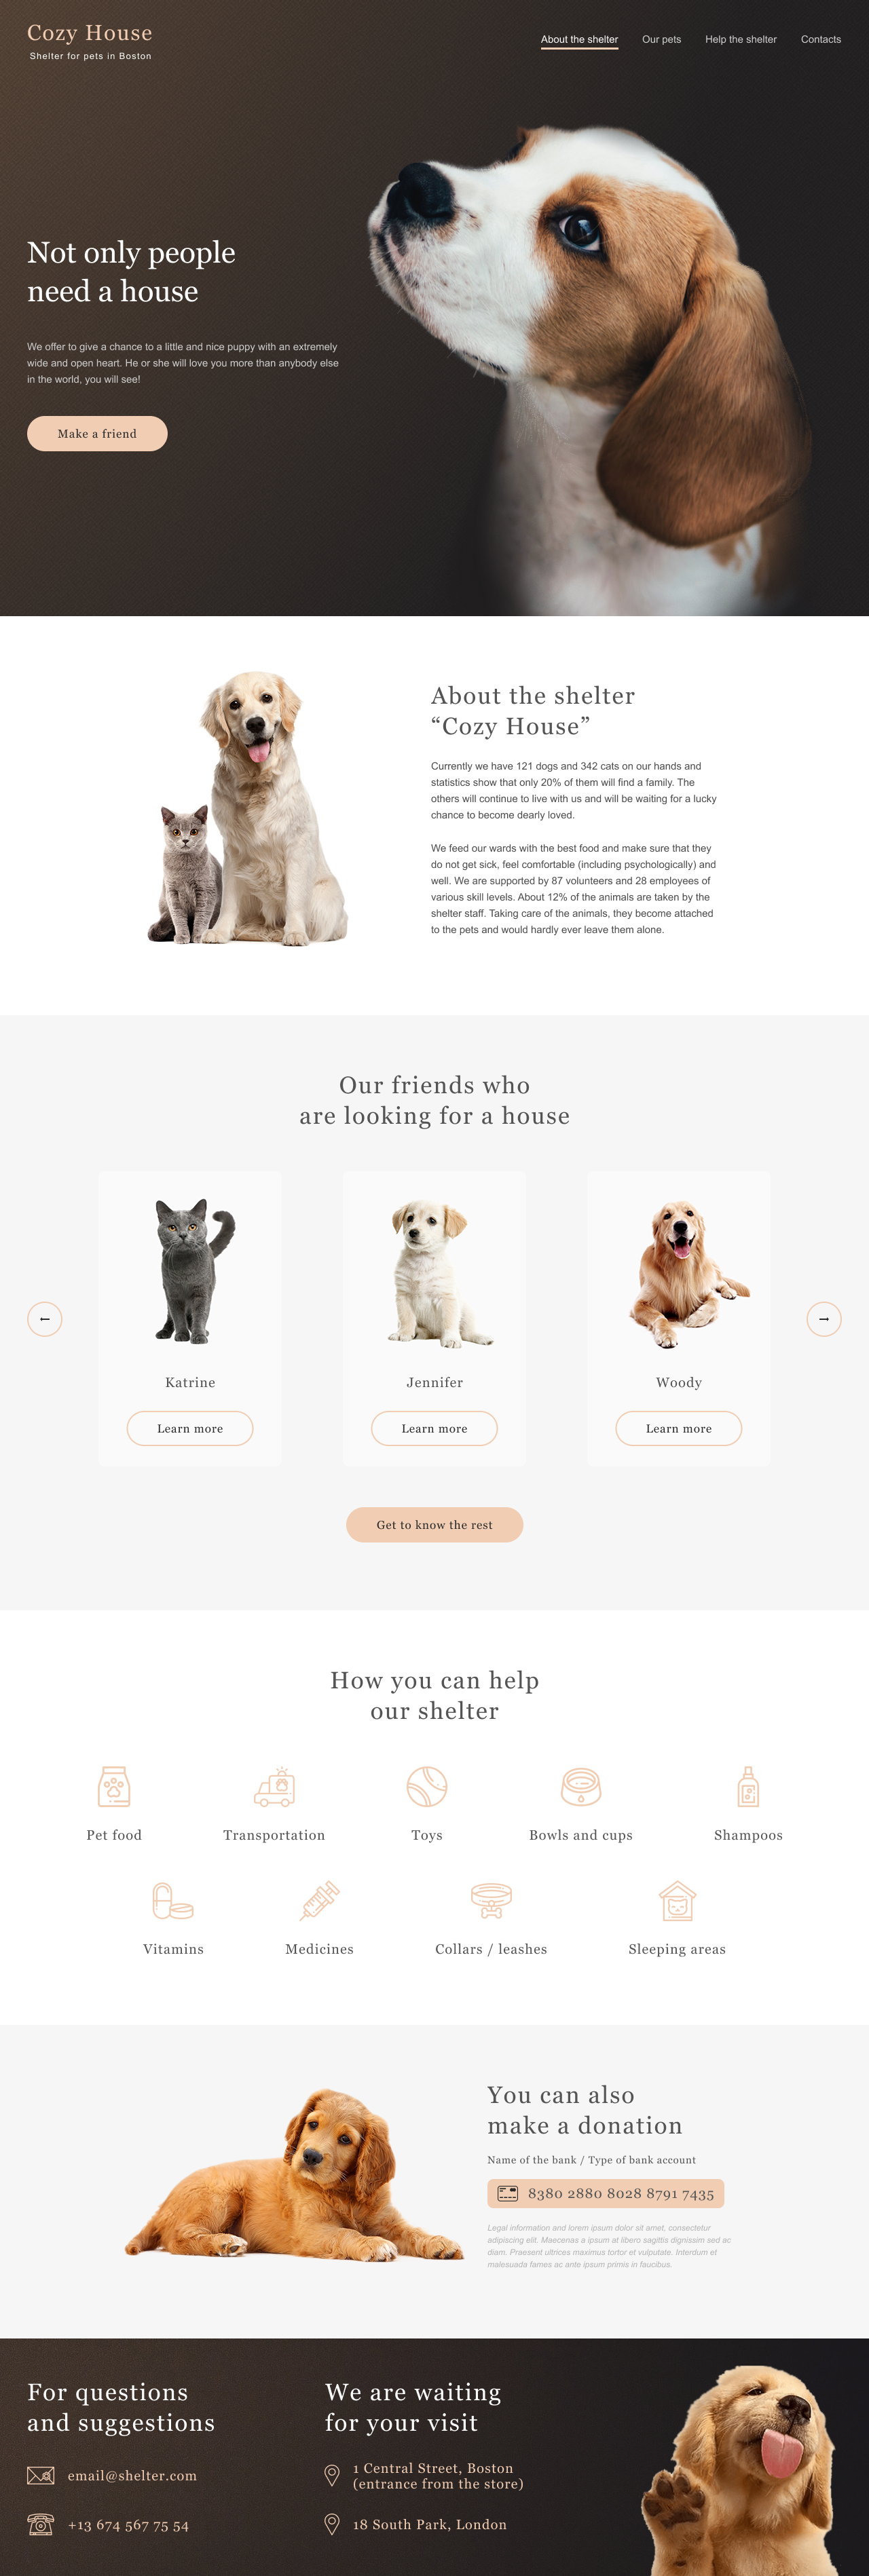 Cozy House
Shelter for pets in Boston
About the shelter
Our pets
Help the shelter
Contacts
Not only people
need a house
We offer to give a chance to a little and nice puppy with an extremely
wide and open heart. He or she will love you more than anybody else
in the world, you will see!
Make a friend
About the shelter
“Cozy House”
Currently we have 121 dogs and 342 cats on our hands and
statistics show that only 20% of them will find a family. The
others will continue to live with us and will be waiting for a lucky
chance to become dearly loved.
We feed our wards with the best food and make sure that they
do not get sick, feel comfortable (including psychologically) and
well. We are supported by 87 volunteers and 28 employees of
various skill levels. About 12% of the animals are taken by the
shelter staff. Taking care of the animals, they become attached
to the pets and would hardly ever leave them alone.
Our friends who
are looking for a house
Katrine
Learn more
Jennifer
Learn more
Woody
Learn more
Get to know the rest
How you can help
our shelter
Pet food
Transportation
Toys
Bowls and cups
Shampoos
Vitamins
Medicines
Collars / leashes
Sleeping areas
You can also
make a donation
Name of the bank / Type of bank account
8380 2880 8028 8791 7435
Legal information and lorem ipsum dolor sit amet, consectetur
adipiscing elit. Maecenas a ipsum at libero sagittis dignissim sed ac
diam. Praesent ultrices maximus tortor et vulputate. Interdum et
malesuada fames ac ante ipsum primis in faucibus.
For questions
and suggestions
email@shelter.com
+13 674 567 75 54
We are waiting
for your visit
1 Central Street, Boston
(entrance from the store)
18 South Park, London